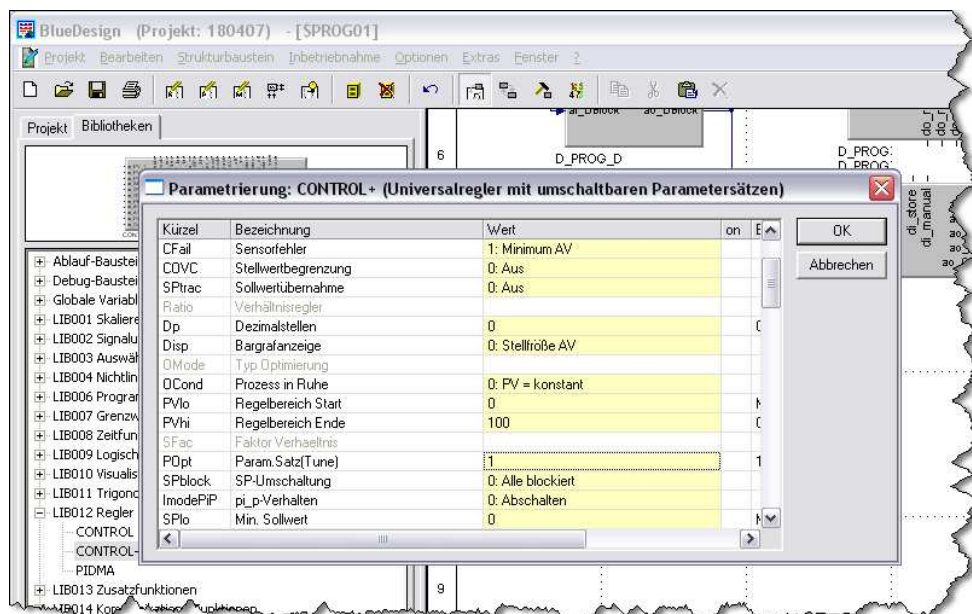 BlueDesign (Projekt: 180407) - [SPROG01]
Projekt Bearbeiten Strukturbaustein Inbetriebnahme Optionen Extras Fenster ?
Projekt Bibliotheken
6
D_PROG_D
D_PROG:
do_r
di_store
di_manual
Parametrierung: CONTROL+ (Universalregler mit umschaltbaren Parametersätzen)
Kürzel Bezeichnung Wert on
CFail Sensorfehler 1: Minimum AV
COVC Stellwertbegrenzung 0: Aus
SPtrac Sollwertübernahme 0: Aus
Ratio Verhältnisregler
Dp Dezimalstellen 0
Disp Bargrafanzeige 0: Stellfröße AV
OMode Typ Optimierung
OCond Prozess in Ruhe 0: PV = konstant
PVlo Regelbereich Start 0
PVhi Regelbereich Ende 100
SFac Faktor Verhaeltnis
POpt Param.Satz(Tune) 1 1
SPblock SP-Umschaltung 0: Alle blockiert
ImodePiP pi_p-Verhalten 0: Abschalten
SPlo Min. Sollwert 0
OK
Abbrechen
Ablauf-Baustei
Debug-Baustei
Globale Variabl
LIB001 Skaliere
LIB002 Signalu
LIB003 Auswäh
LIB004 Nichtlin
LIB006 Program
LIB007 Grenzw
LIB008 Zeitfun
LIB009 Logisch
LIB010 Visualis
LIB011 Trigono
LIB012 Regler
CONTROL
CONTROL+
PIDMA
LIB013 Zusatzfunktionen
9